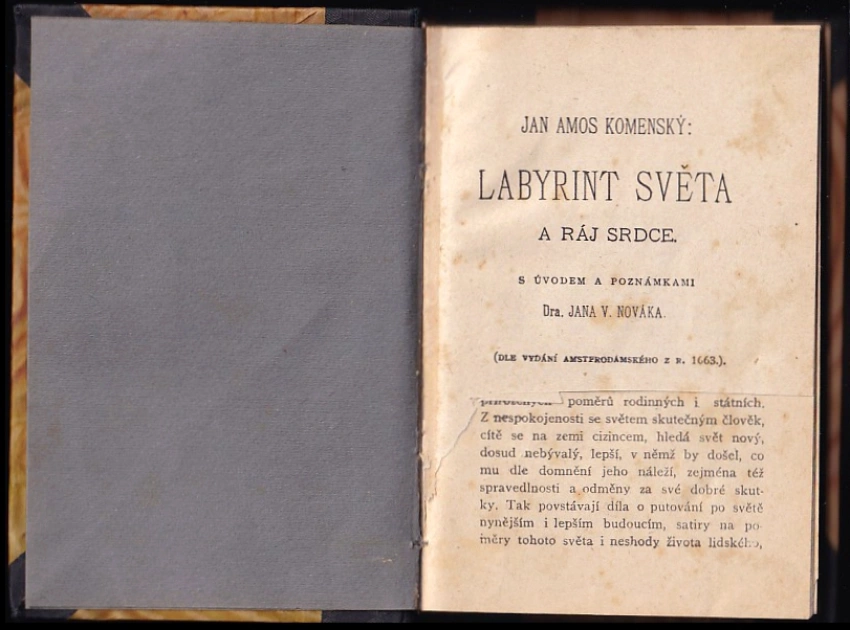 JAN AMOS KOMENSKÝ:
LABYRINT SVĚTA
A RÁJ SRDCE.
S ÚVODEM A POZNÁMKAMI
Dra. JANA V. NOVÁKA.
(DLE VYDÁNÍ AMSTRODÁMSKÉHO Z R. 1663.).
poměrů rodinných i státních.
Z nespokojenosti se světem skutečným člověk,
cítě se na zemi cizincem, hledá svět nový,
dosud nebývalý, lepší, v němž by došel, co
mu dle domnění jeho náleží, zejména též
spravedlnosti a odměny za své dobré skut-
ky. Tak povstávají díla o putování po světě
nynějším i lepším budoucím, satiry na po
měry tohoto světa i neshody života lidského,